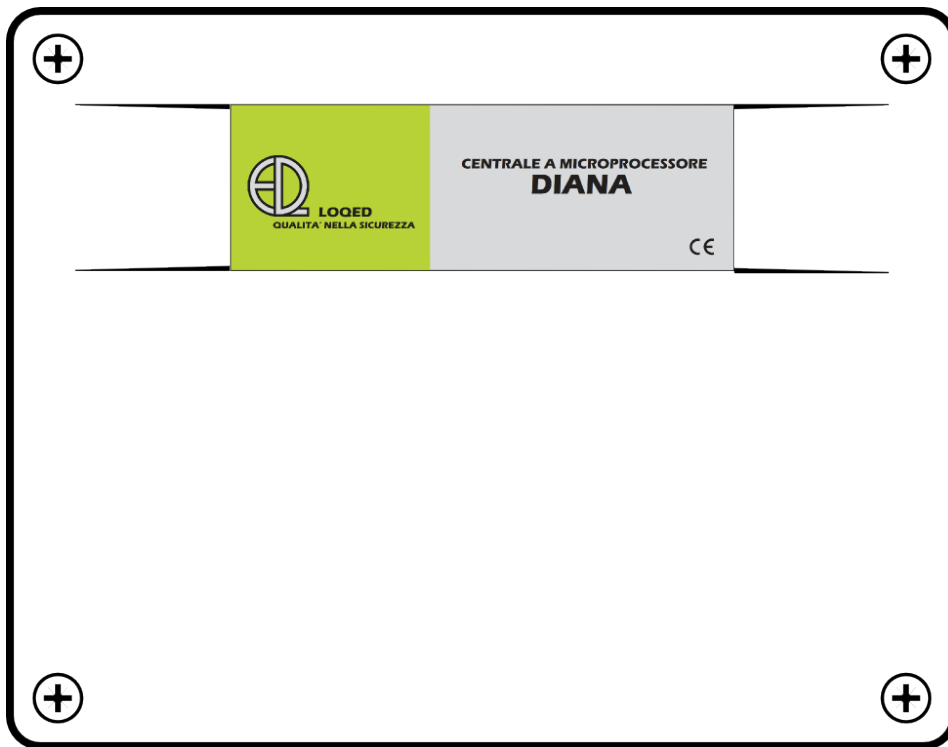 LOQED
QUALITA' NELLA SICUREZZA
CENTRALE A MICROPROCESSORE
DIANA
CE